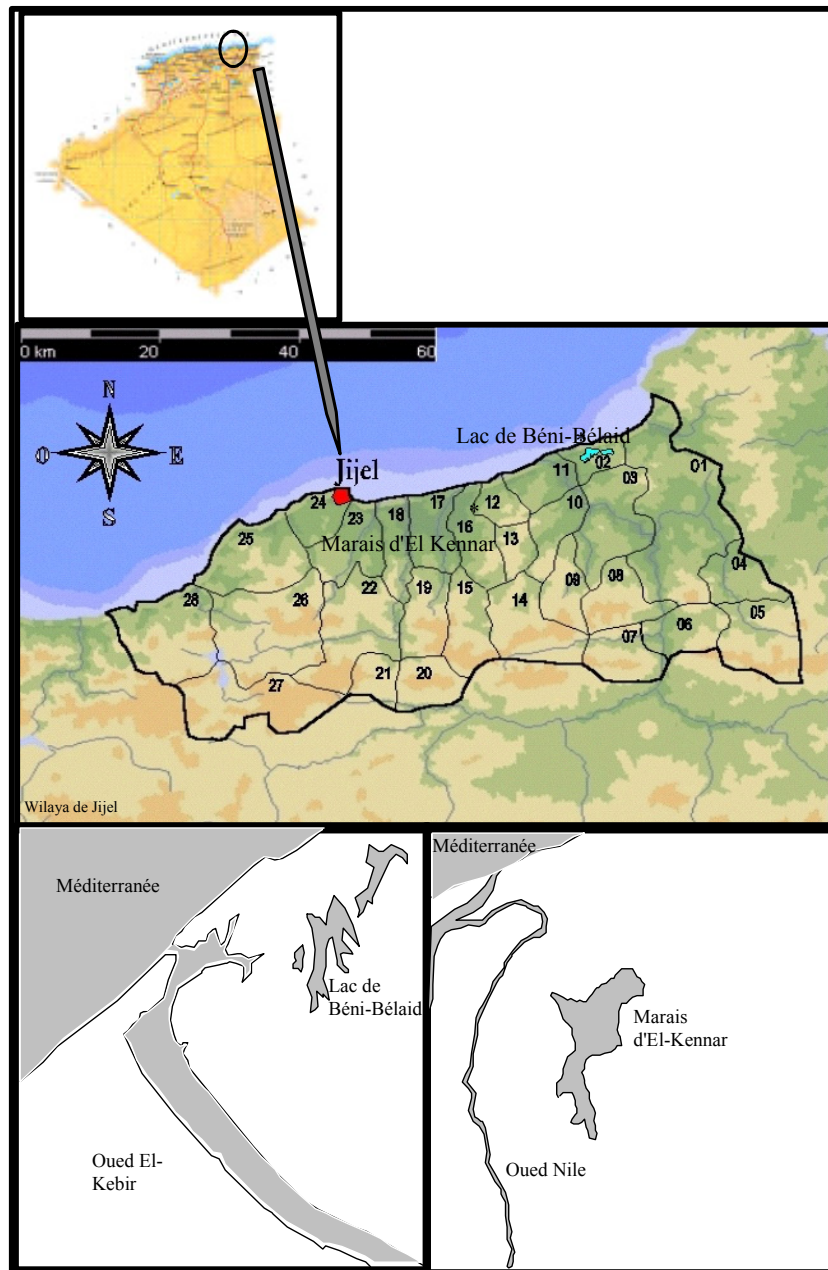 0 km 20 40 60
N
O E
S
Lac de Béni-Bélaid
Jijel
Marais d'El Kennar
01
02
03
04
05
06
07
08
09
10
11
12
13
14
15
16
17
18
19
20
21
22
23
24
25
26
27
28
*
Wilaya de Jijel
Méditerranée
Lac de
Béni-Bélaid
Oued El-
Kebir
Méditerranée
Marais
d'El-Kennar
Oued Nile